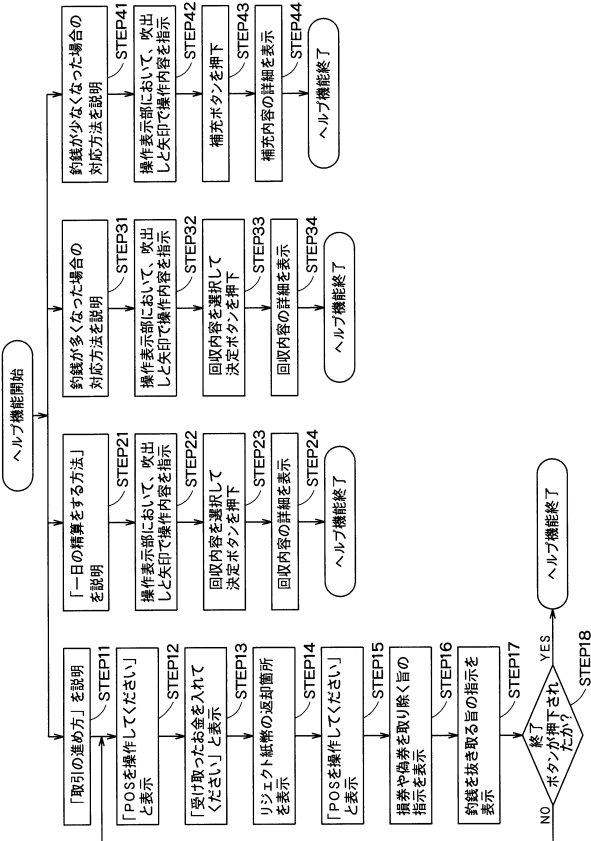 ヘルプ機能開始
「取引の進め方」を説明
STEP11
「POSを操作してください」
と表示
STEP12
「受け取ったお金を入れて
ください」と表示
STEP13
リジェクト紙幣の返却箇所
を表示
STEP14
「POSを操作してください」
と表示
STEP15
損券や偽券を取り除く旨の
指示を表示
STEP16
釣銭を抜き取る旨の指示を
表示
STEP17
終了
ボタンが押下され
たか?
STEP18
NO
YES
ヘルプ機能終了
「一日の精算をする方法」
を説明
STEP21
操作表示部において、吹出
しと矢印で操作内容を指示
STEP22
回収内容を選択して
決定ボタンを押下
STEP23
回収内容の詳細を表示
STEP24
ヘルプ機能終了
釣銭が多くなった場合の
対応方法を説明
STEP31
操作表示部において、吹出
しと矢印で操作内容を指示
STEP32
回収内容を選択して
決定ボタンを押下
STEP33
回収内容の詳細を表示
STEP34
ヘルプ機能終了
釣銭が少なくなった場合の
対応方法を説明
STEP41
操作表示部において、吹出
しと矢印で操作内容を指示
STEP42
補充ボタンを押下
STEP43
補充内容の詳細を表示
STEP44
ヘルプ機能終了